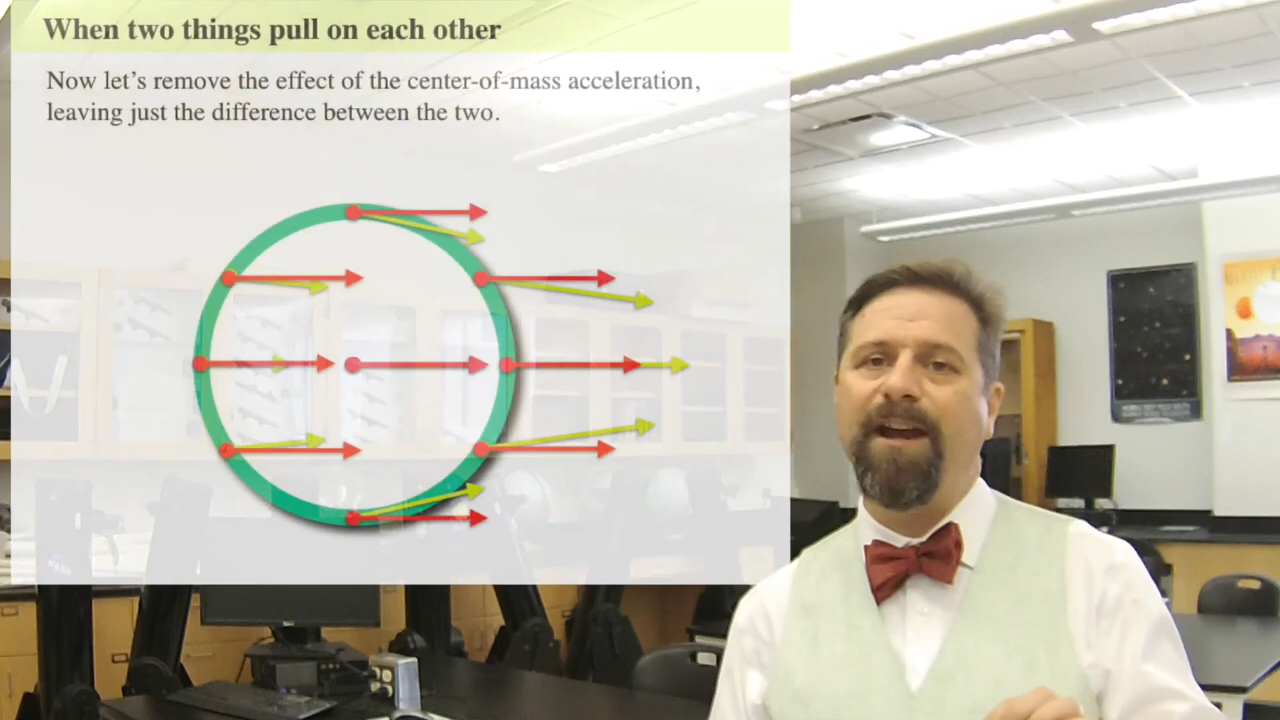 When two things pull on each other
Now let’s remove the effect of the center-of-mass acceleration,
leaving just the difference between the two.